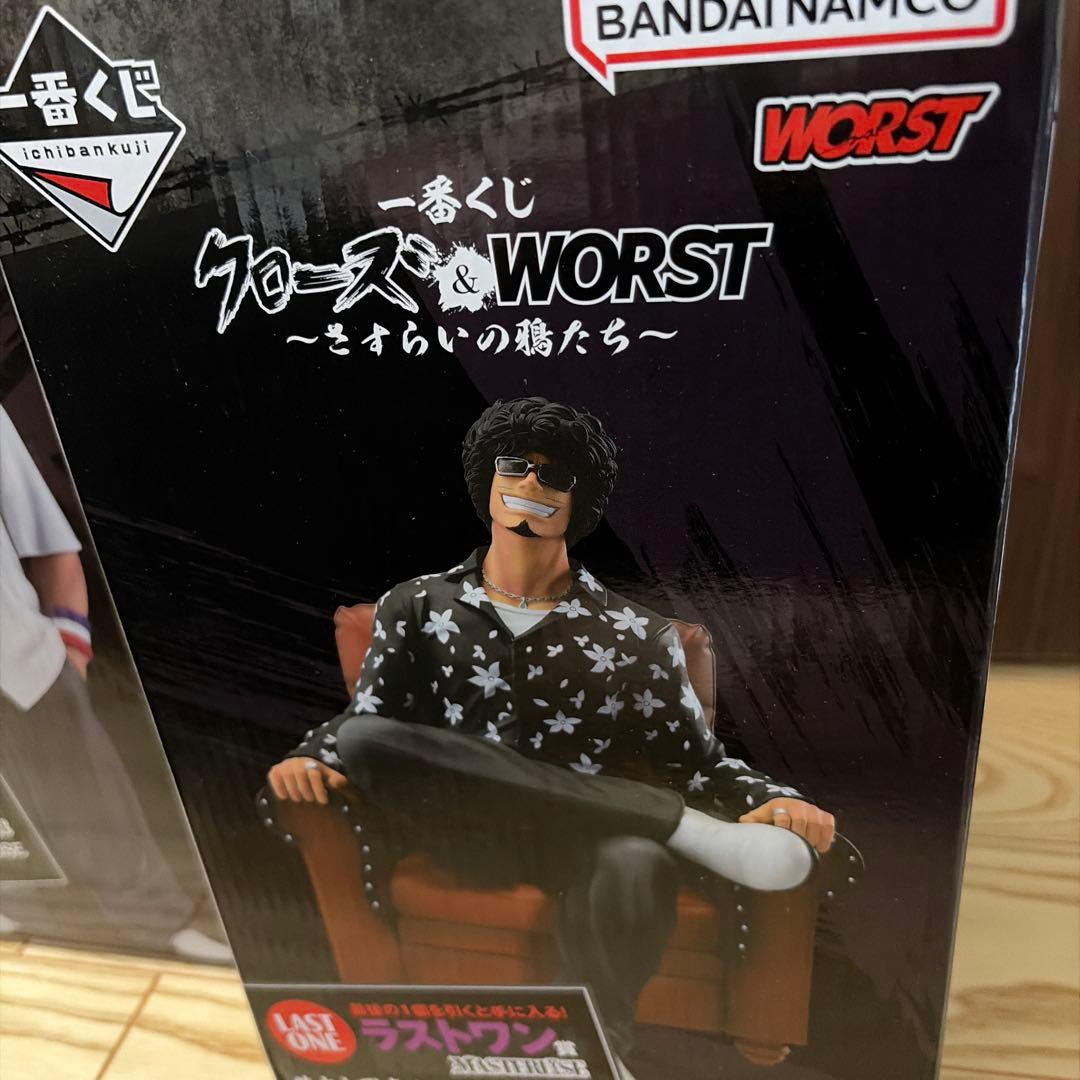 BANDAI NAMCO
一番くじ
ichibankuji
WORST
一番くじ
クローズ & WORST
～さすらいの鴉たち～
LAST ONE
最後の1個を引くと手に入る!
ラストワン賞
MASTERLISE